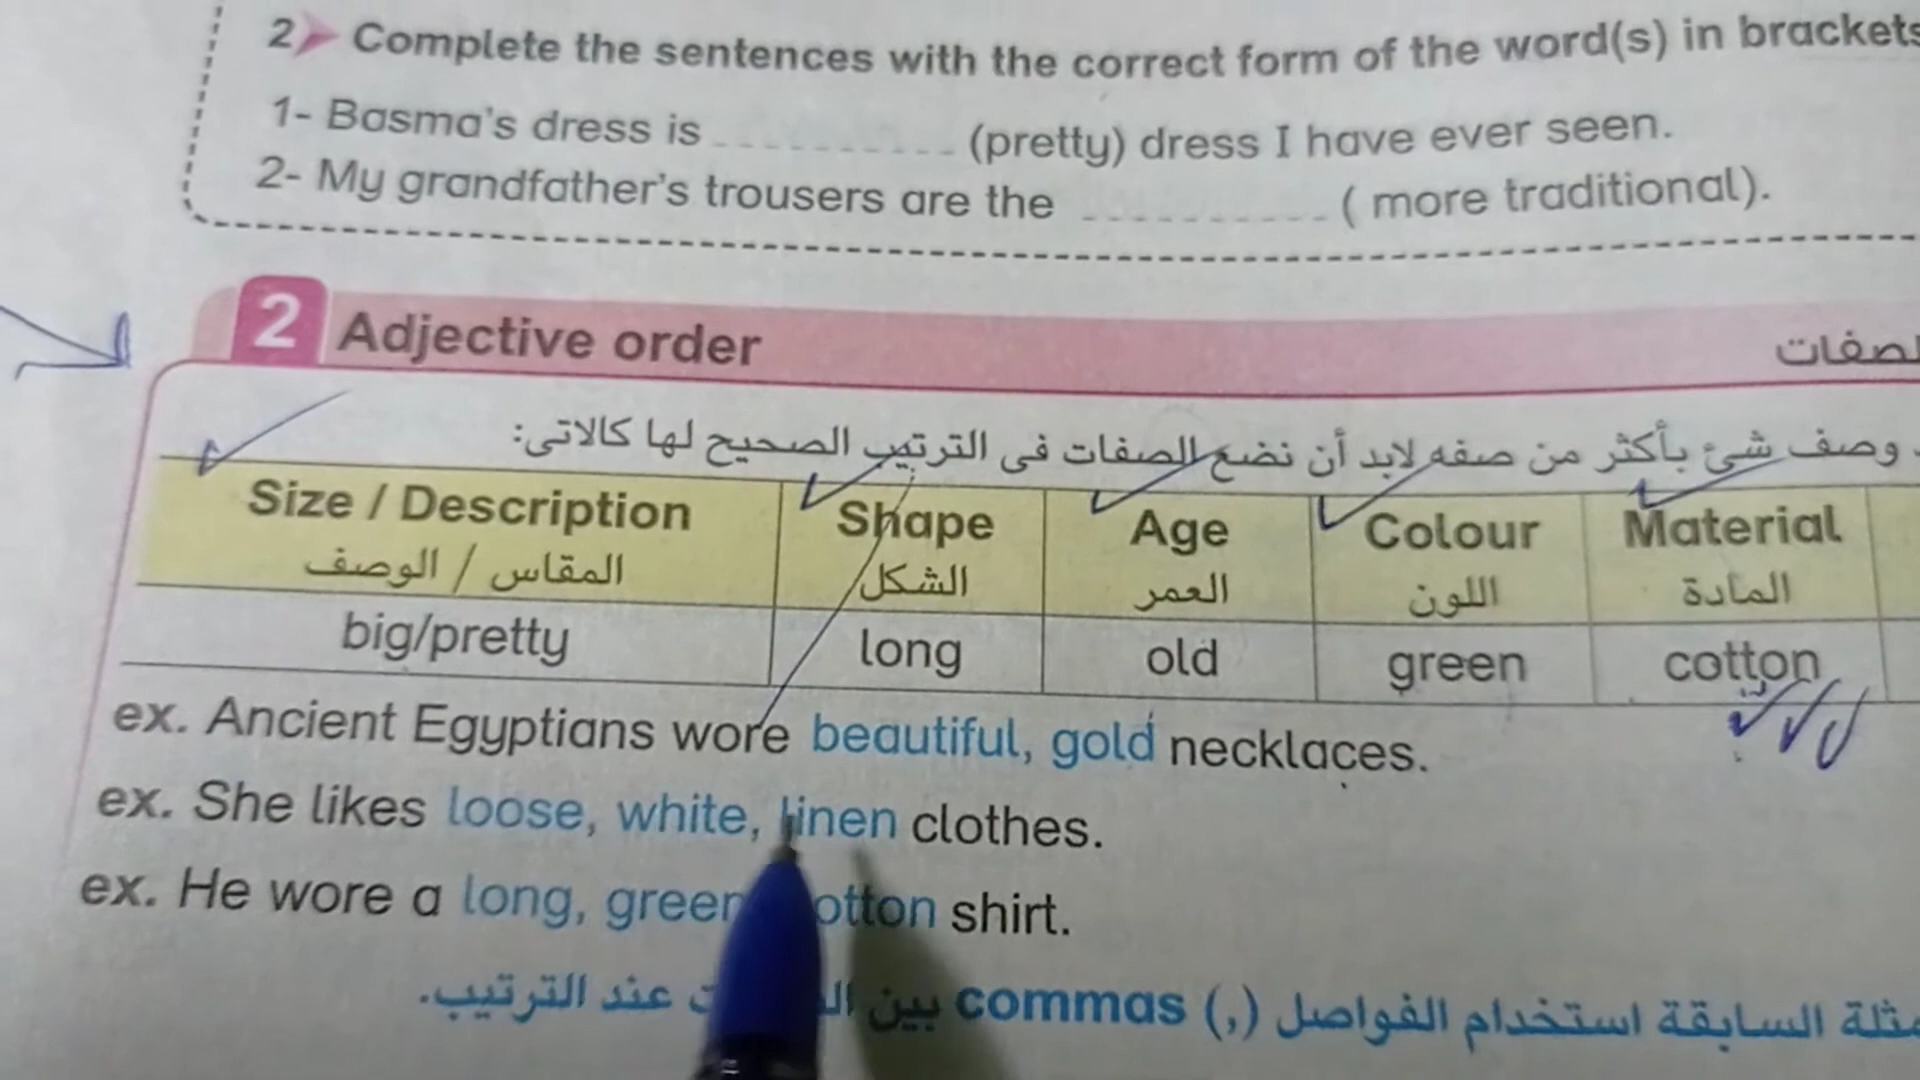 2 Complete the sentences with the correct form of the word(s) in brackets
1- Basma's dress is ---------- (pretty) dress I have ever seen.
2- My grandfather's trousers are the ---------- ( more traditional).
2 Adjective order
وصف شئ بأكثر من صفه لابد أن نضع الصفات فى الترتيب الصحيح لها كالاتى:
Size / Description Shape Age Colour Material
المقاس / الوصف الشكل العمر اللون المادة
big/pretty long old green cotton
ex. Ancient Egyptians wore beautiful, gold necklaces.
ex. She likes loose, white, linen clothes.
ex. He wore a long, green shirt.
السابقة استخدام الفواصل (,) commas بين عند الترتيب.